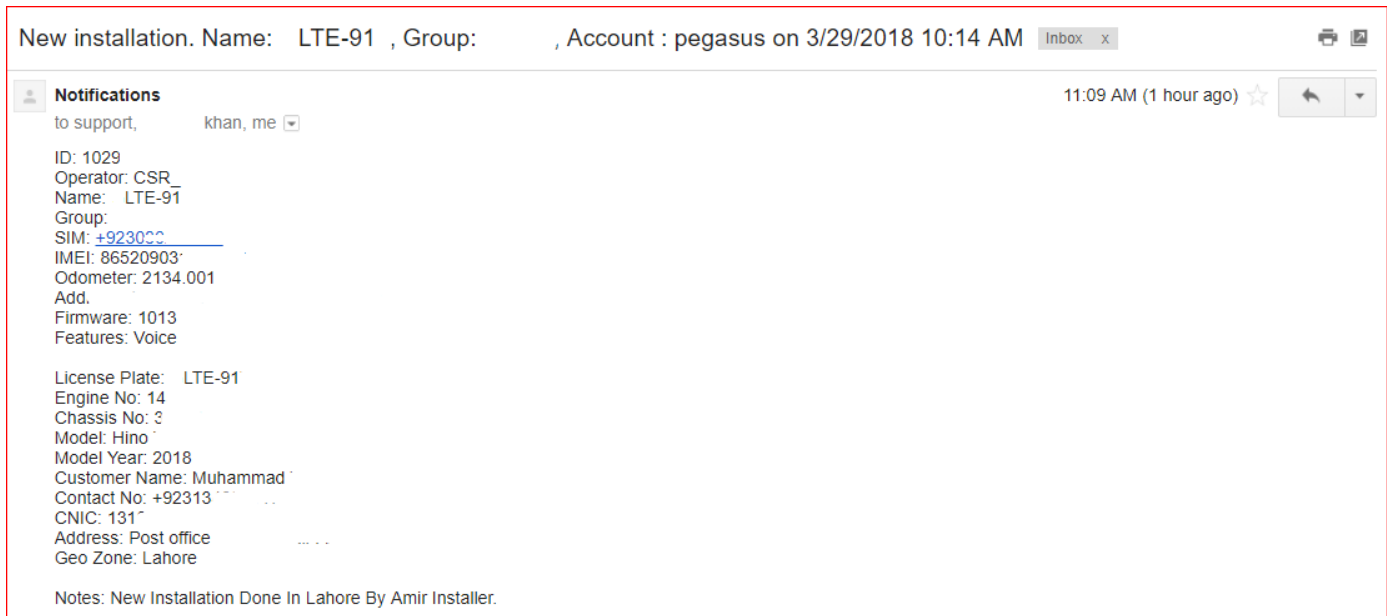 New installation. Name: LTE-91 , Group: , Account : pegasus on 3/29/2018 10:14 AM Inbox x
Notifications 11:09 AM (1 hour ago)
to support, khan, me
ID: 1029
Operator: CSR_
Name: LTE-91
Group:
SIM: +92309
IMEI: 86520903
Odometer: 2134.001
Add.
Firmware: 1013
Features: Voice
License Plate: LTE-91
Engine No: 14
Chassis No: 3
Model: Hino
Model Year: 2018
Customer Name: Muhammad
Contact No: +92313
CNIC: 131
Address: Post office
Geo Zone: Lahore
Notes: New Installation Done In Lahore By Amir Installer.